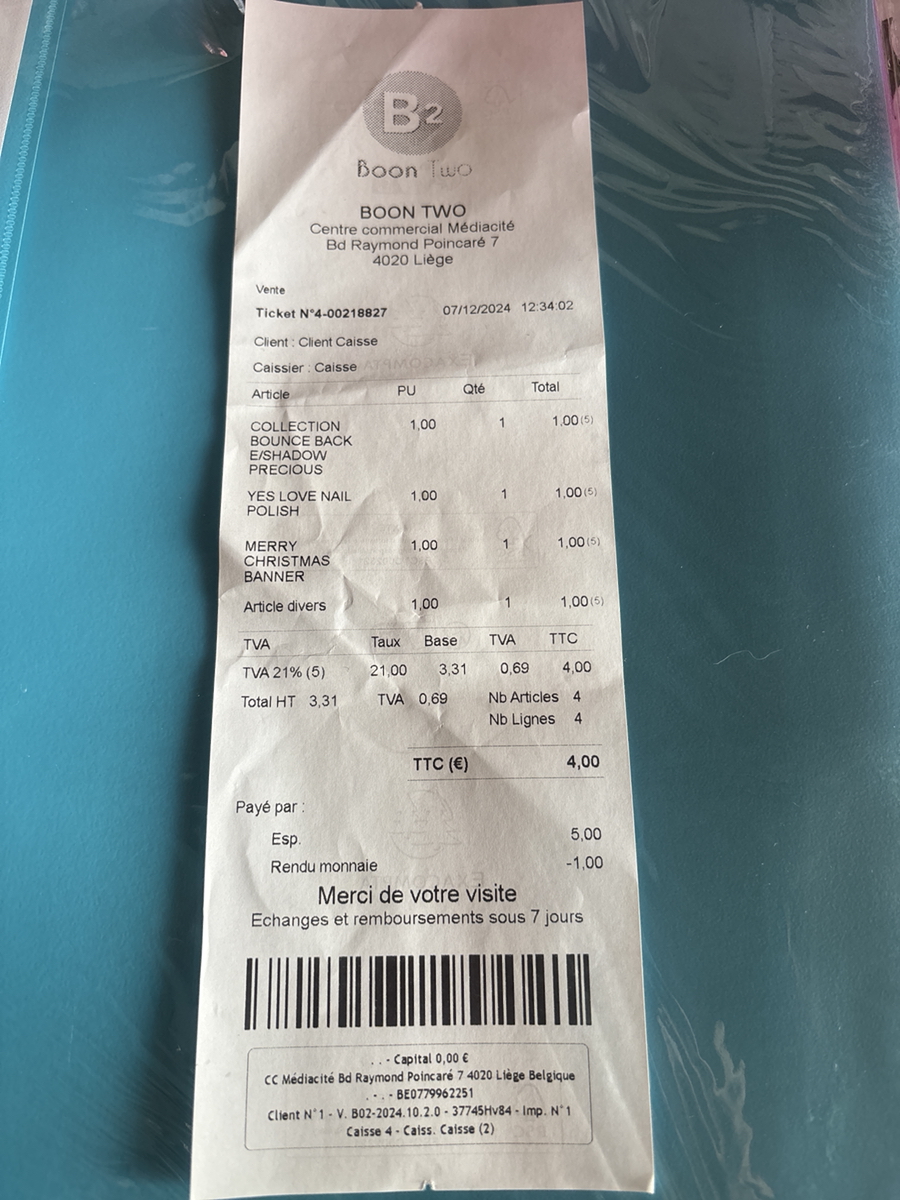 B2
Boon Two
BOON TWO
Centre commercial Médiacité
Bd Raymond Poincaré 7
4020 Liège
Vente
Ticket N°4-00218827 07/12/2024 12:34:02
Client : Client Caisse
Caissier : Caisse
Article PU Qté Total
COLLECTION 1,00 1 1,00(5)
BOUNCE BACK
E/SHADOW
PRECIOUS
YES LOVE NAIL 1,00 1 1,00(5)
POLISH
MERRY 1,00 1 1,00(5)
CHRISTMAS
BANNER
Article divers 1,00 1 1,00(5)
TVA Taux Base TVA TTC
TVA 21% (5) 21,00 3,31 0,69 4,00
Total HT 3,31 TVA 0,69 Nb Articles 4
Nb Lignes 4
TTC (€) 4,00
Payé par :
Esp. 5,00
Rendu monnaie -1,00
Merci de votre visite
Echanges et remboursements sous 7 jours
. . - Capital 0,00 €
CC Médiacité Bd Raymond Poincaré 7 4020 Liège Belgique
. - . - BE0779962251
Client N°1 - V. B02-2024.10.2.0 - 37745Hv84 - Imp. N°1
Caisse 4 - Caiss. Caisse (2)